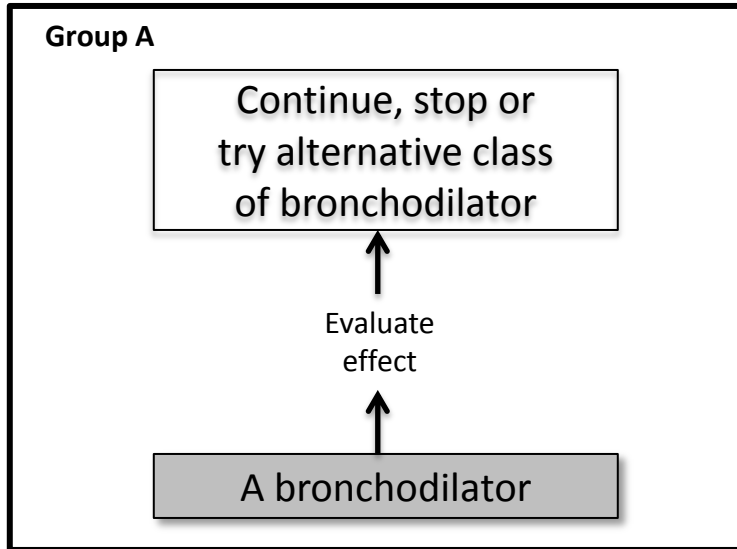 Group A
Continue, stop or
try alternative class
of bronchodilator
Evaluate
effect
A bronchodilator